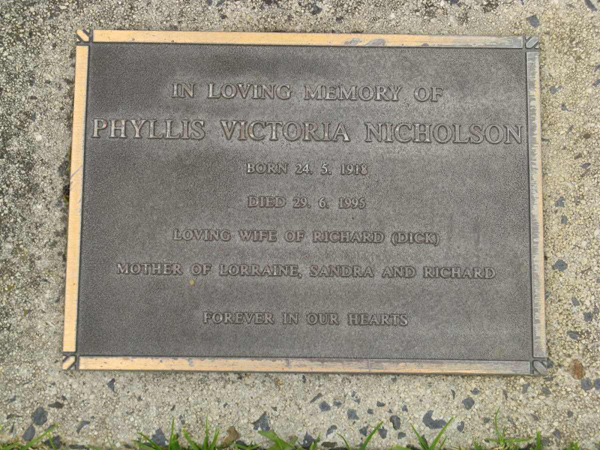 IN LOVING MEMORY OF
PHYLLIS VICTORIA NICHOLSON
BORN 24. 5. 1918
DIED 29. 6. 1995
LOVING WIFE OF RICHARD (DICK)
MOTHER OF LORRAINE, SANDRA AND RICHARD
FOREVER IN OUR HEARTS